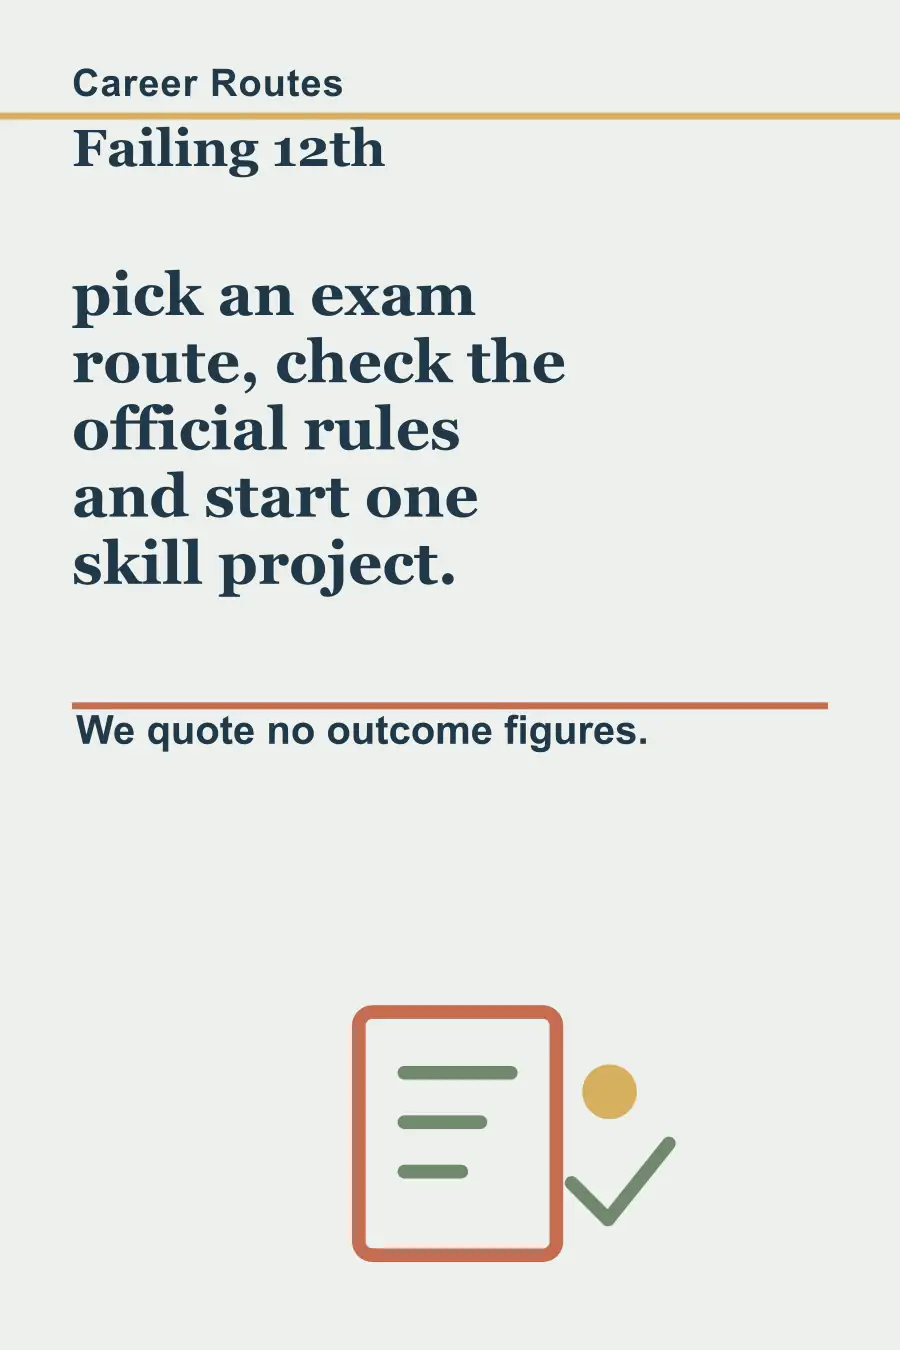 Career Routes
Failing 12th
pick an exam
route, check the
official rules
and start one
skill project.
We quote no outcome figures.